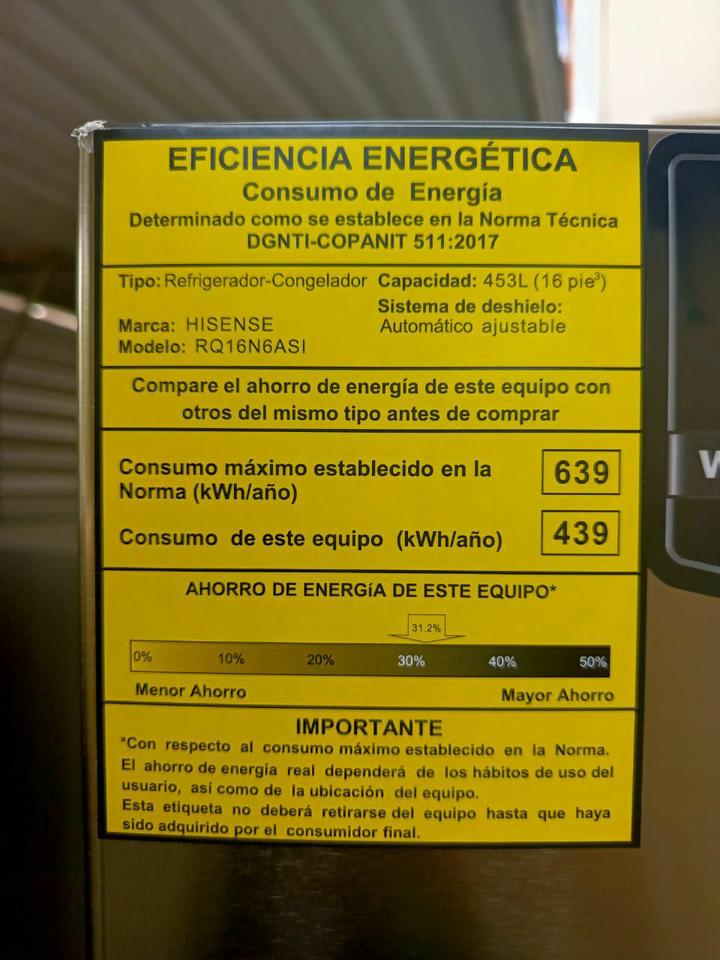 EFICIENCIA ENERGÉTICA
Consumo de Energía
Determinado como se establece en la Norma Técnica
DGNTI-COPANIT 511:2017
Tipo: Refrigerador-Congelador Capacidad: 453L (16 pie³)
Sistema de deshielo:
Marca: HISENSE Automático ajustable
Modelo: RQ16N6ASI
Compare el ahorro de energía de este equipo con
otros del mismo tipo antes de comprar
Consumo máximo establecido en la
Norma (kWh/año) 639
Consumo de este equipo (kWh/año) 439
AHORRO DE ENERGíA DE ESTE EQUIPO*
31.2%
0% 10% 20% 30% 40% 50%
Menor Ahorro Mayor Ahorro
IMPORTANTE
*Con respecto al consumo máximo establecido en la Norma.
El ahorro de energía real dependerá de los hábitos de uso del
usuario, así como de la ubicación del equipo.
Esta etiqueta no deberá retirarse del equipo hasta que haya
sido adquirido por el consumidor final.